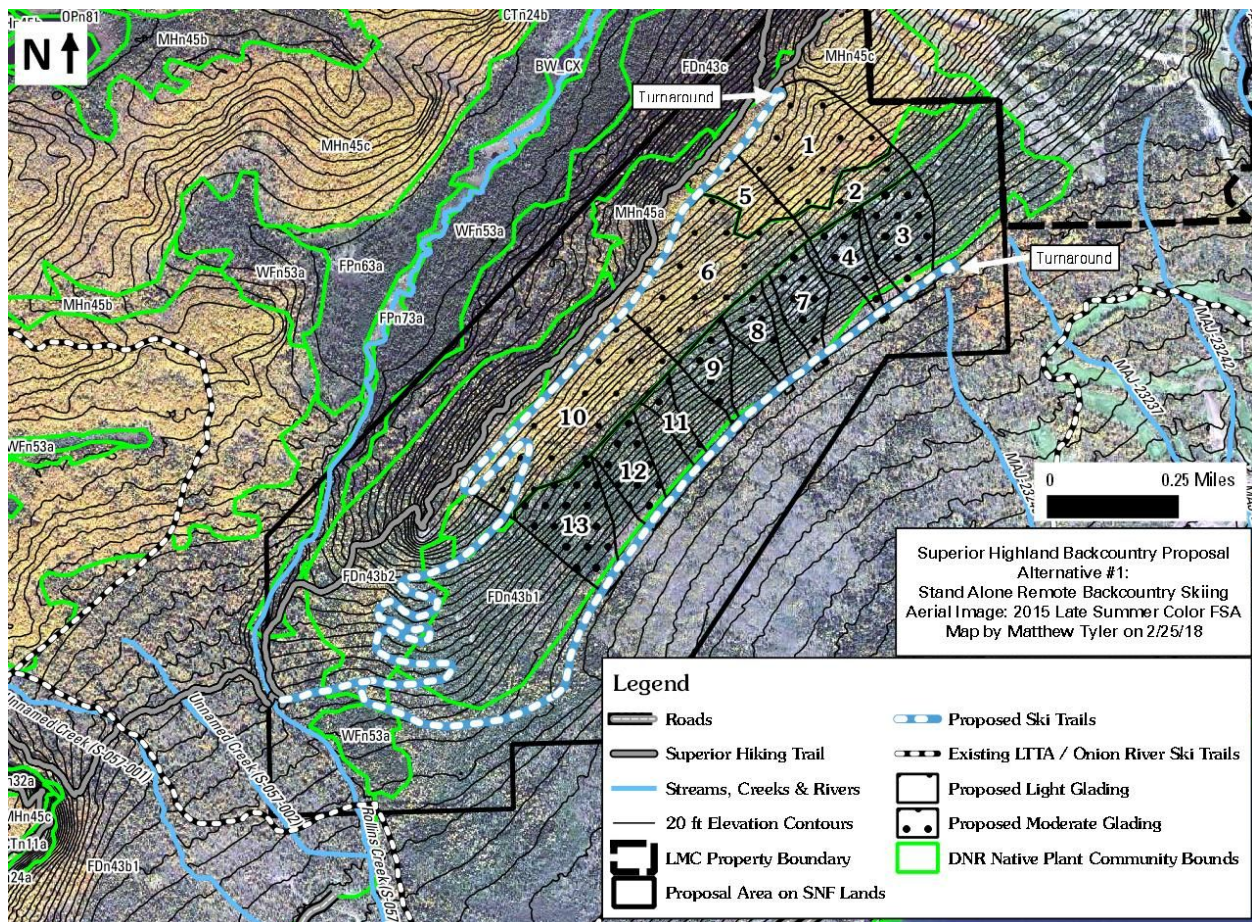 OPn81
CTn24b
MHn45b
BW_CX
FDn43c
MHn45c
N
Turnaround
MHn45c
1
5
2
3
MHn45a
WFn53a
4
Turnaround
FPn63a
WFn53a
6
7
MHn45b
FPn73a
8
MAJ-23242
MAJ-23237
9
10
11
WFn53a
12
0 0.25 Miles
13
Superior Highland Backcountry Proposal
Alternative #1:
Stand Alone Remote Backcountry Skiing
Aerial Image: 2015 Late Summer Color FSA
Map by Matthew Tyler on 2/25/18
FDn43b2
FDn43b1
Legend
Roads
Superior Hiking Trail
Streams, Creeks & Rivers
20 ft Elevation Contours
LMC Property Boundary
Proposal Area on SNF Lands
Proposed Ski Trails
Existing LTTA / Onion River Ski Trails
Proposed Light Glading
Proposed Moderate Glading
DNR Native Plant Community Bounds
Unnamed Creek (S-057-001)
Unnamed Creek (S-057-002)
WFn53a
Rollins Creek (S-057
MHn45c
CTn11a
FDn43b1